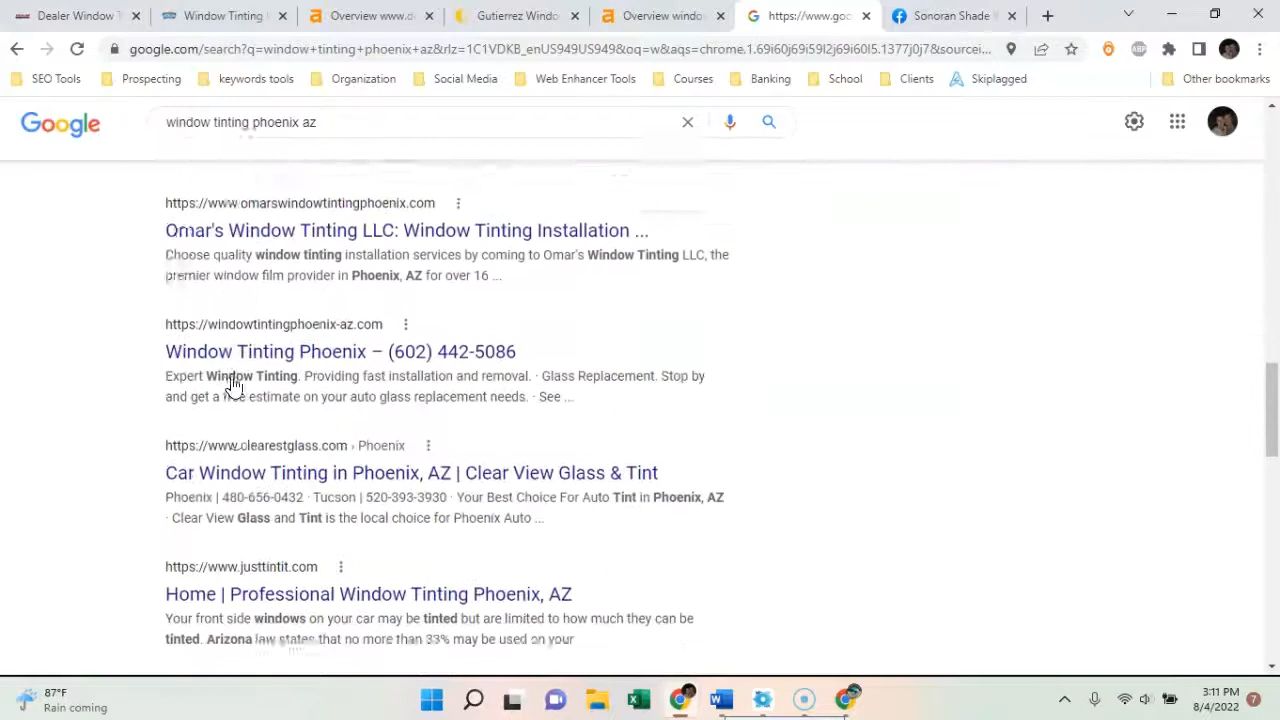 Dealer Window T
Window Tinting
Overview www.d
Gutierrez Windo
Overview windo
https://www.goo
Sonoran Shade
google.com/search?q=window+tinting+phoenix+az&rlz=1C1VDKB_enUS949US949&oq=w&aqs=chrome.1.69i60j69i59l2j69i60l5.1377j0j7&sourcei...
SEO Tools
Prospecting
keywords tools
Organization
Social Media
Web Enhancer Tools
Courses
Banking
School
Clients
Skiplagged
Other bookmarks
Google
window tinting phoenix az
https://www.omarswindowtintingphoenix.com
Omar's Window Tinting LLC: Window Tinting Installation ...
Choose quality window tinting installation services by coming to Omar's Window Tinting LLC, the
premier window film provider in Phoenix, AZ for over 16 ...
https://windowtintingphoenix-az.com
Window Tinting Phoenix – (602) 442-5086
Expert Window Tinting. Providing fast installation and removal. · Glass Replacement. Stop by
and get a free estimate on your auto glass replacement needs. · See ...
https://www.clearestglass.com › Phoenix
Car Window Tinting in Phoenix, AZ | Clear View Glass & Tint
Phoenix | 480-656-0432 · Tucson | 520-393-3930 · Your Best Choice For Auto Tint in Phoenix, AZ
· Clear View Glass and Tint is the local choice for Phoenix Auto ...
https://www.justtintit.com
Home | Professional Window Tinting Phoenix, AZ
Your front side windows on your car may be tinted but are limited to how much they can be
tinted. Arizona law states that no more than 33% may be used on your
87°F
Rain coming
3:11 PM
8/4/2022
7